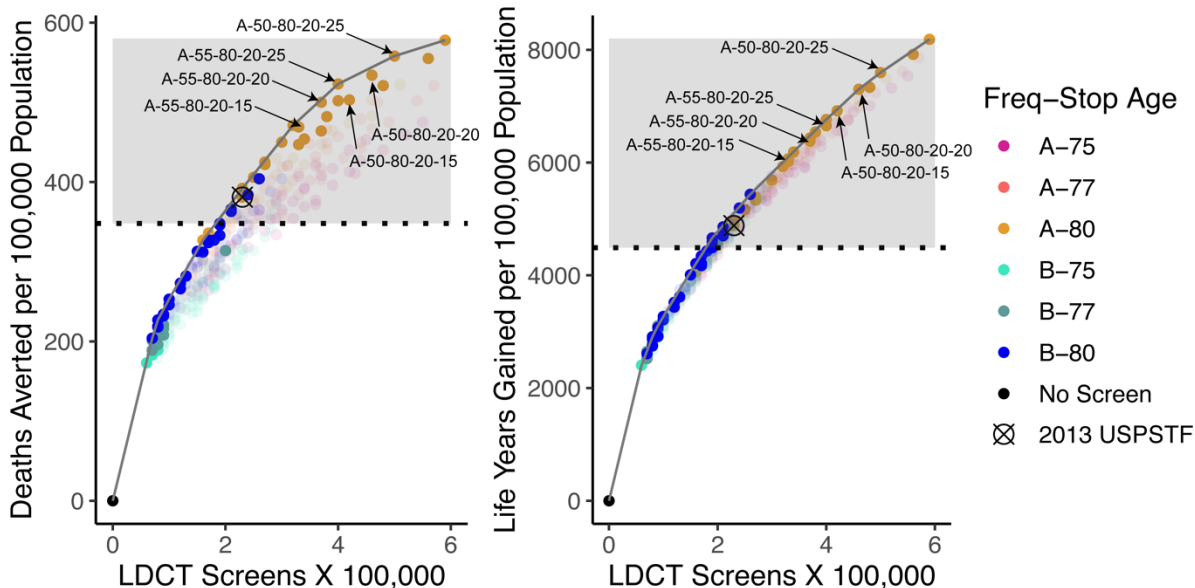 Deaths Averted per 100,000 Population
600
400
200
0
A-50-80-20-25
A-55-80-20-25
A-55-80-20-20
A-55-80-20-15
A-50-80-20-20
A-50-80-20-15
0 2 4 6
LDCT Screens X 100,000
Life Years Gained per 100,000 Population
8000
6000
4000
2000
0
A-50-80-20-25
A-55-80-20-25
A-55-80-20-20
A-55-80-20-15
A-50-80-20-20
A-50-80-20-15
0 2 4 6
LDCT Screens X 100,000
Freq−Stop Age
A−75
A−77
A−80
B−75
B−77
B−80
No Screen
2013 USPSTF